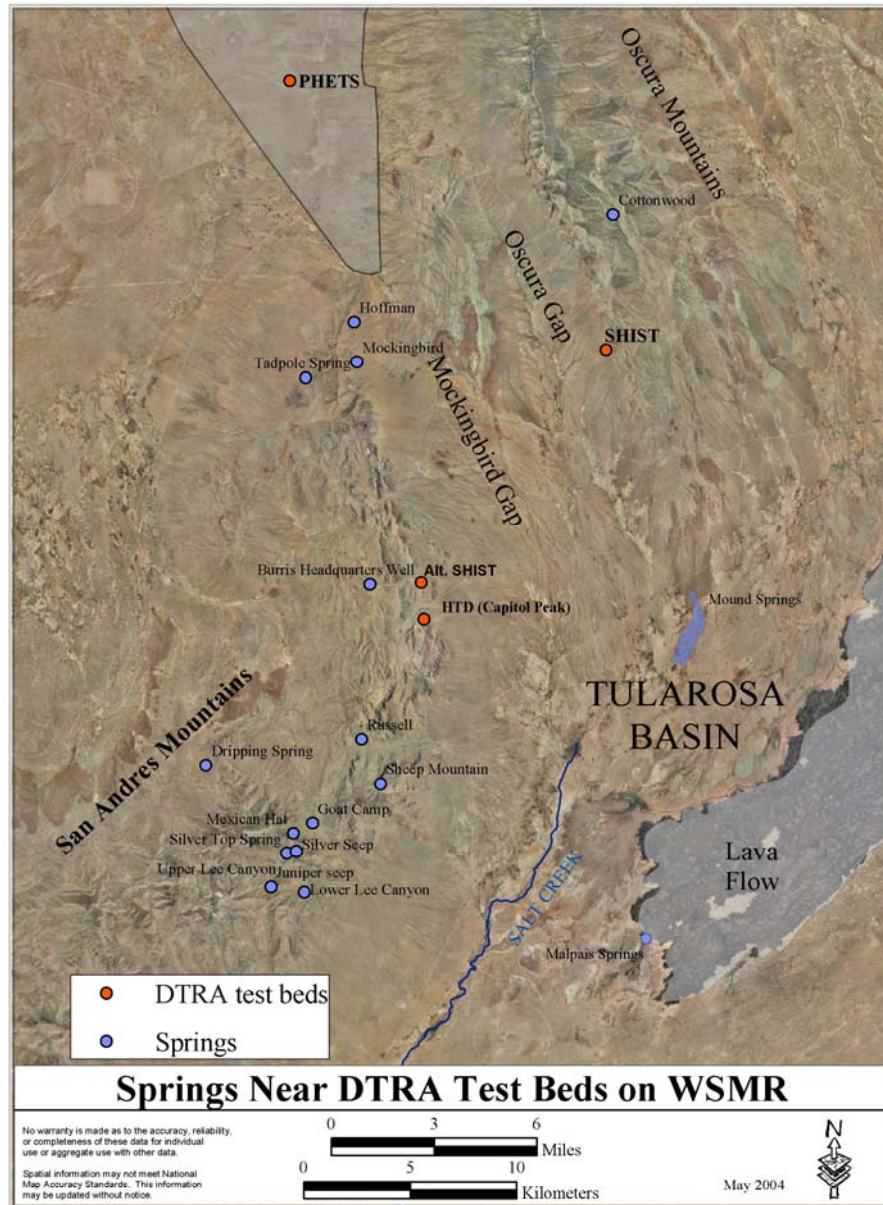 PHETS
Oscura Mountains
Cottonwood
Oscura Gap
Hoffman
SHIST
Mockingbird
Tadpole Spring
Mockingbird Gap
Burris Headquarters Well
Alt. SHIST
HTD (Capitol Peak)
Mound Springs
San Andres Mountains
TULAROSA
BASIN
Russell
Dripping Spring
Sheep Mountain
Goat Camp
Mexican Hat
Silver Top Spring
Silver Seep
Upper Lee Canyon
Juniper seep
Lower Lee Canyon
Lava
Flow
SALT CREEK
Malpais Springs
DTRA test beds
Springs
Springs Near DTRA Test Beds on WSMR
No warranty is made as to the accuracy, reliability,
or completeness of these data for individual
use or aggregate use with other data.
Spatial information may not meet National
Map Accuracy Standards. This information
may be updated without notice.
0 3 6
Miles
0 5 10
Kilometers
May 2004
N